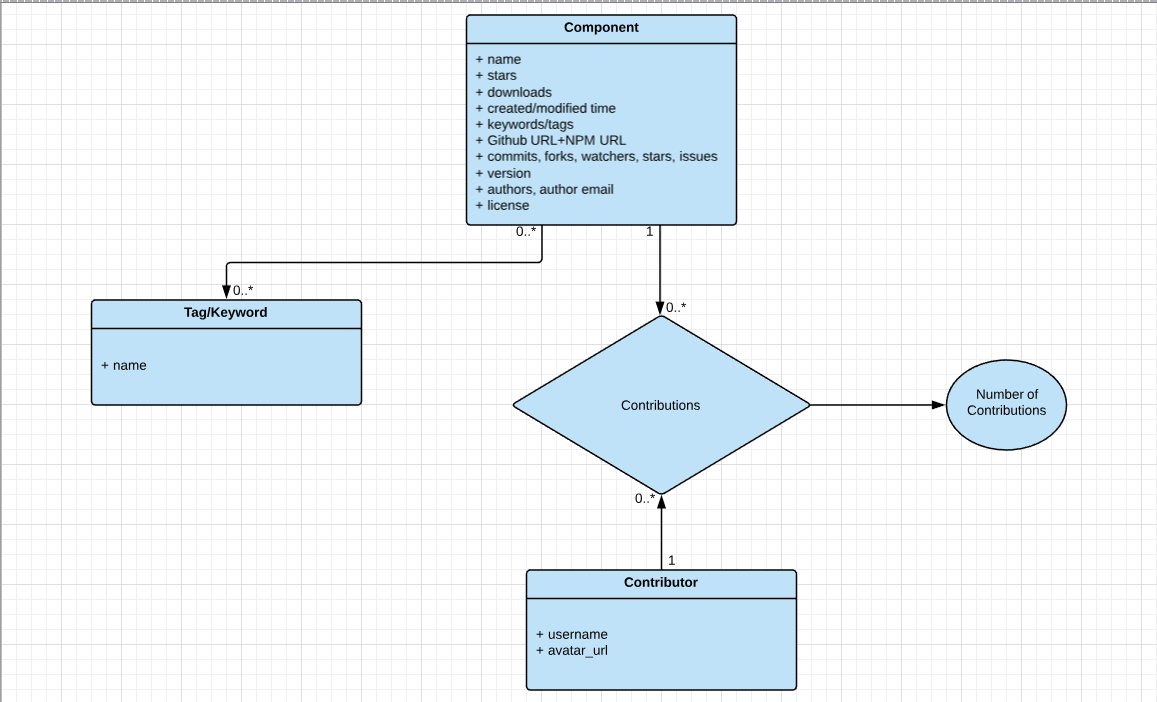 Component
+ name
+ stars
+ downloads
+ created/modified time
+ keywords/tags
+ Github URL+NPM URL
+ commits, forks, watchers, stars, issues
+ version
+ authors, author email
+ license
0..*
1
0..*
Tag/Keyword
+ name
0..*
Contributions
Number of
Contributions
0..*
1
Contributor
+ username
+ avatar_url